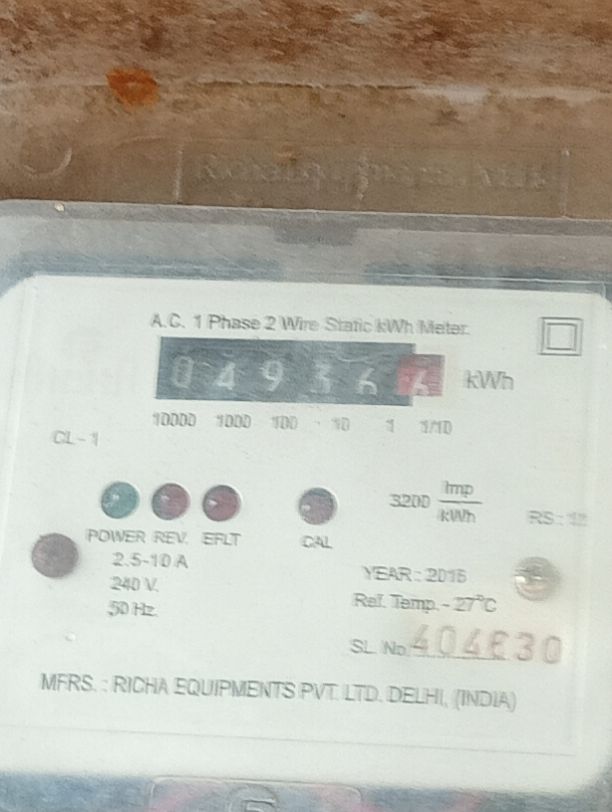 A.C. 1 Phase 2 Wire Static kWh Meter.
0 4 9 3 6 kWh
10000 1000 100 10 1 1/10
CL-1
3200 Imp/kWh
POWER REV. EFLT CAL
2.5-10 A
240 V.
50 Hz.
YEAR : 2015
Ref. Temp. - 27°C
SL. No.
MFRS. : RICHA EQUIPMENTS PVT. LTD. DELHI, (INDIA)